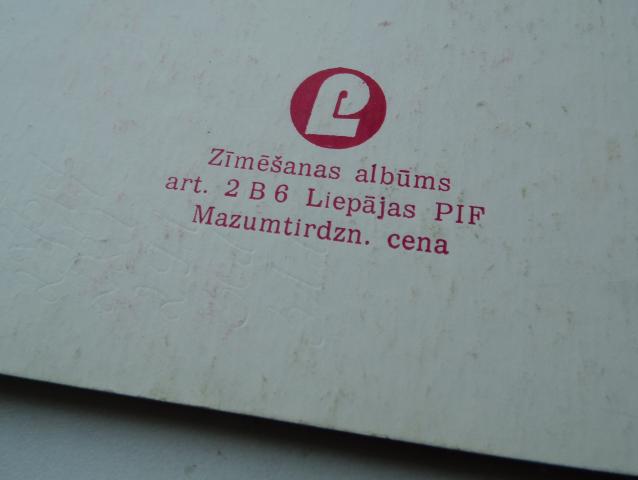 Zīmēšanas albūms
art. 2 B 6 Liepājas PIF
Mazumtirdzn. cena